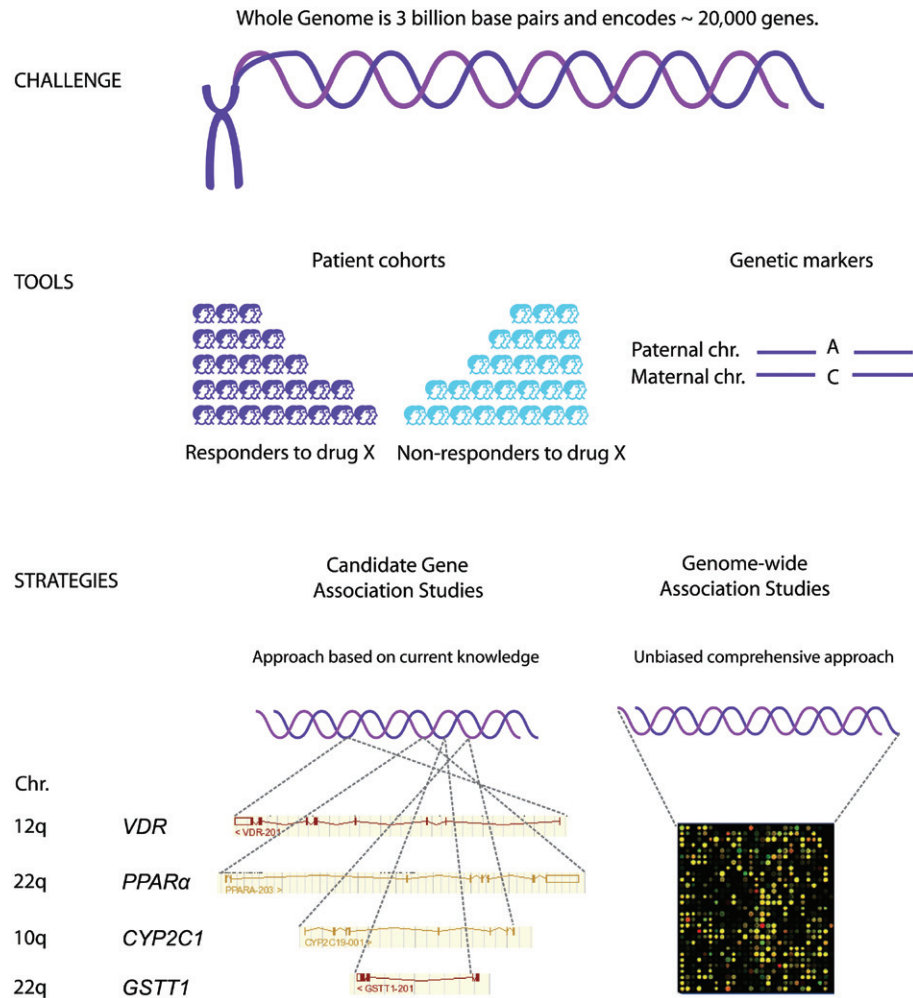 Whole Genome is 3 billion base pairs and encodes ~ 20,000 genes.
CHALLENGE
TOOLS
Patient cohorts
Genetic markers
Paternal chr.
A
Maternal chr.
C
Responders to drug X
Non-responders to drug X
STRATEGIES
Candidate Gene
Association Studies
Genome-wide
Association Studies
Approach based on current knowledge
Unbiased comprehensive approach
Chr.
12q
VDR
< VDR-201
22q
PPARα
PPARA-203 >
10q
CYP2C1
CYP2C19-001 >
22q
GSTT1
< GSTT1-201